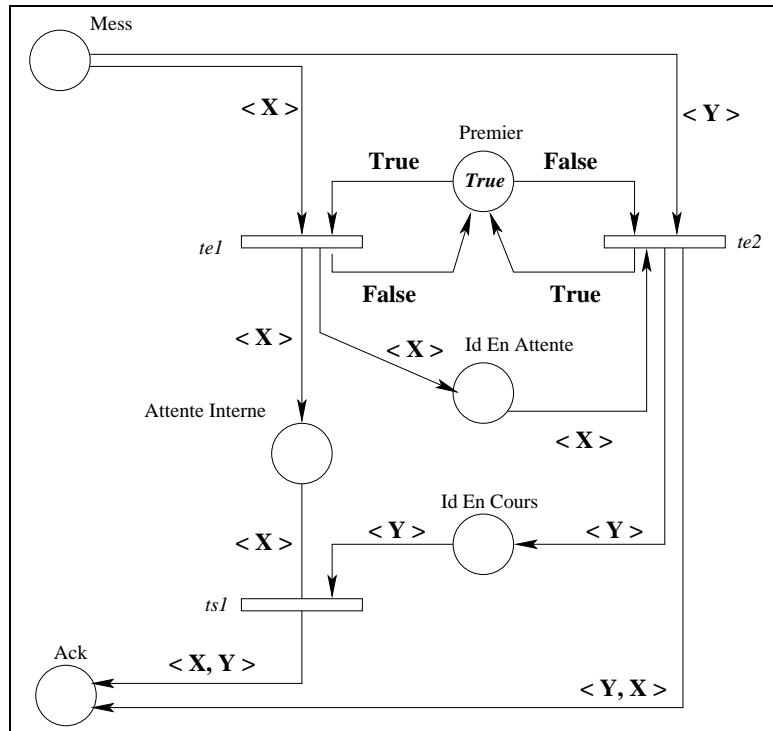 Mess
< X >
< Y >
Premier
True
False
True
te1
te2
False
True
< X >
< X >
Id En Attente
Attente Interne
< X >
Id En Cours
< X >
< Y >
< Y >
ts1
Ack
< X, Y >
< Y, X >